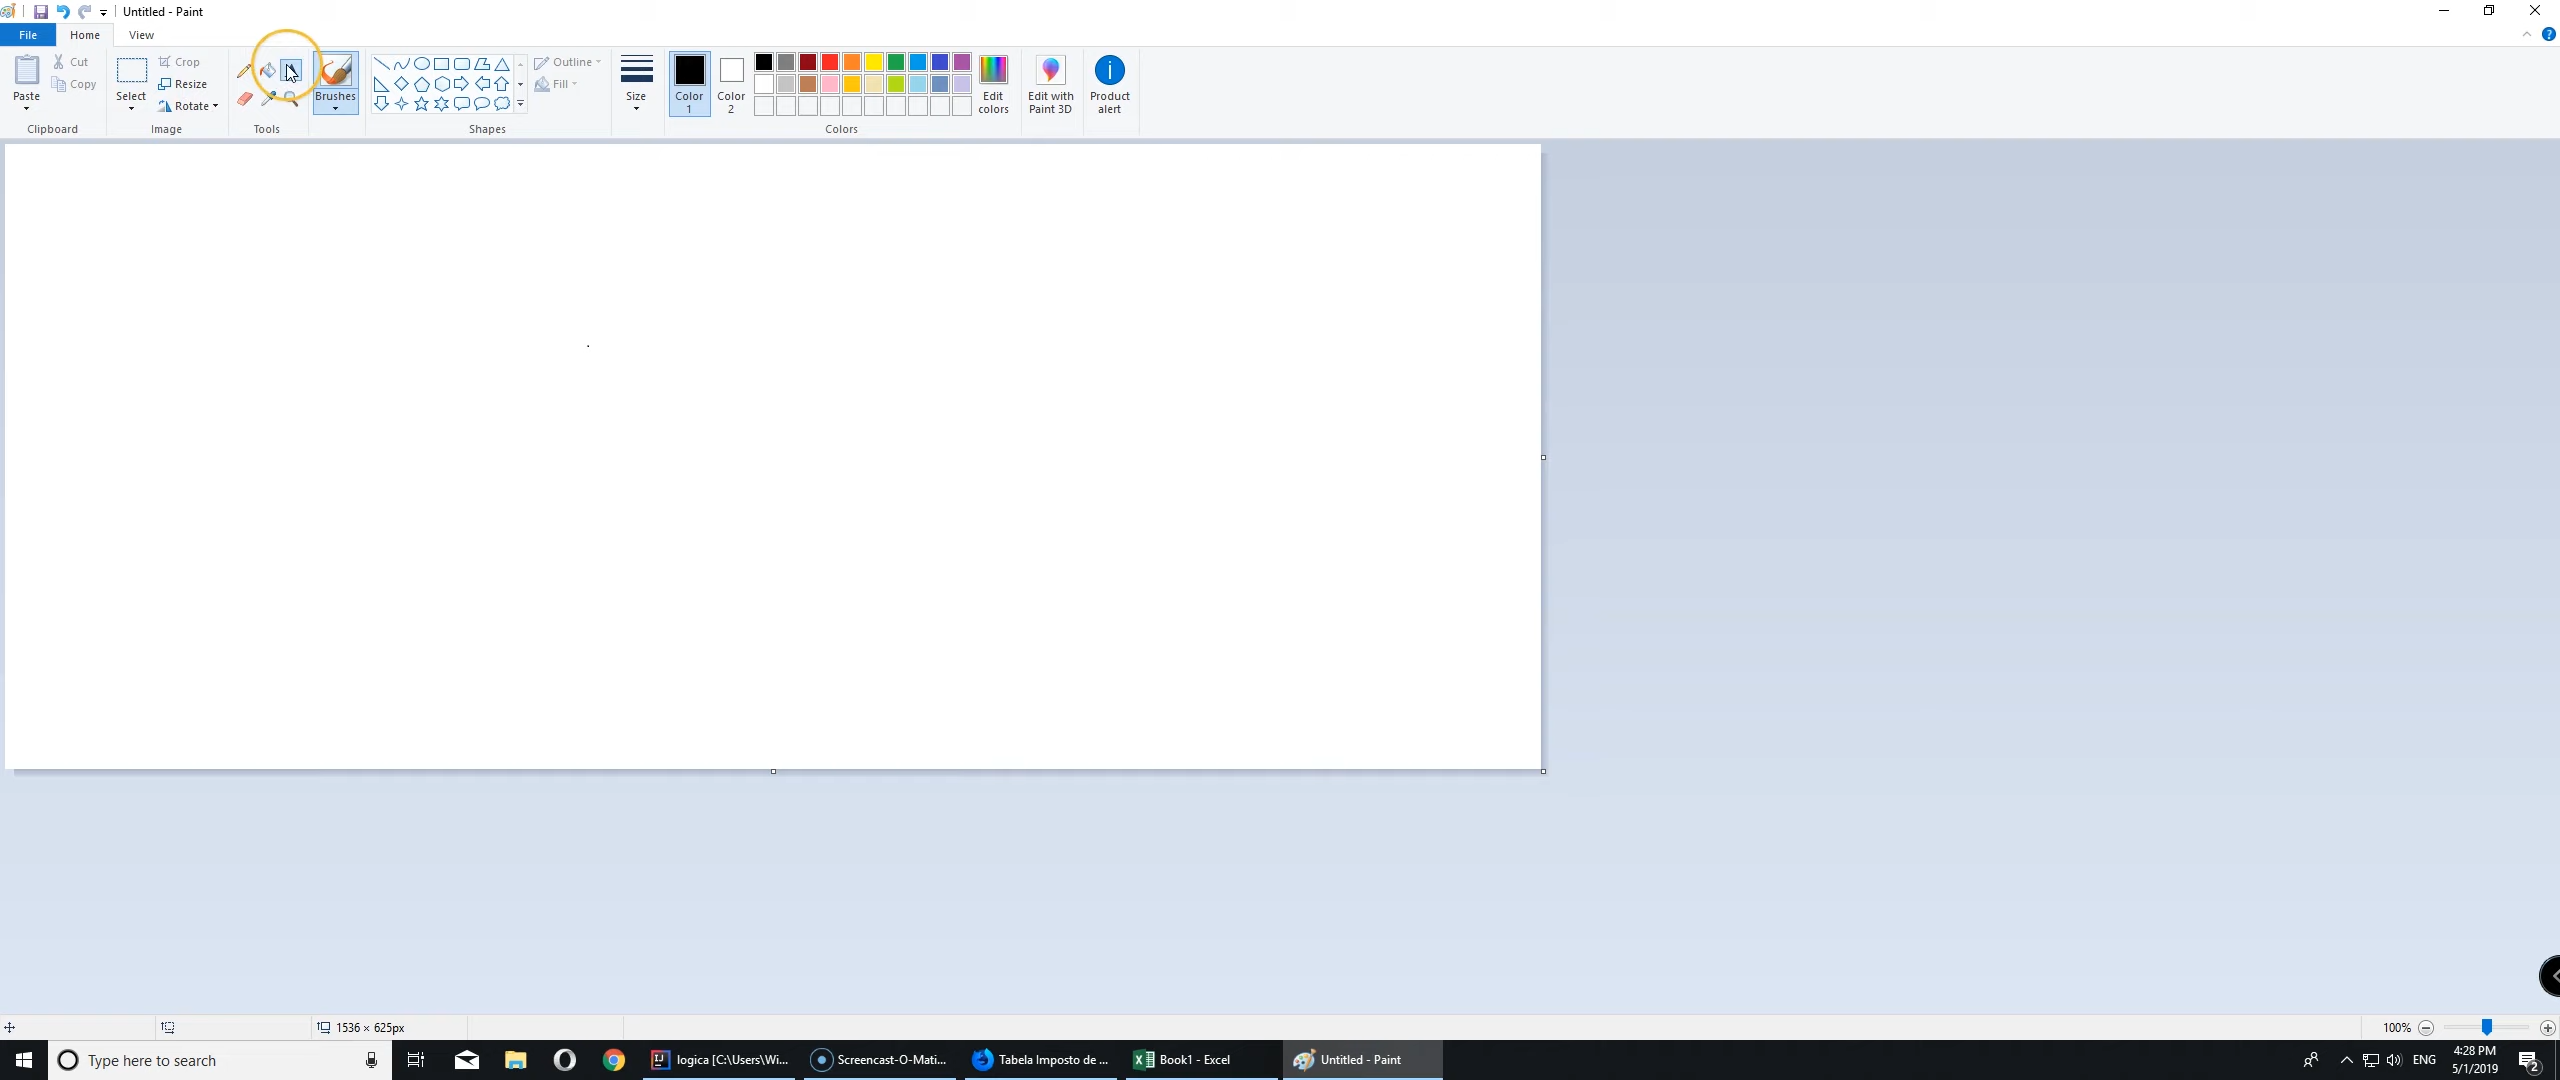 Untitled - Paint
File Home View
Paste Cut Copy
Clipboard
Select Crop Resize Rotate
Image
Tools
Brushes
Outline
Fill
Shapes
Size
Color 1
Color 2
Edit colors
Colors
Edit with Paint 3D
Product alert
1536 × 625px
100%
Type here to search
logica [C:\Users\Wi...
Screencast-O-Mati...
Tabela Imposto de ...
Book1 - Excel
Untitled - Paint
ENG
4:28 PM
5/1/2019
2